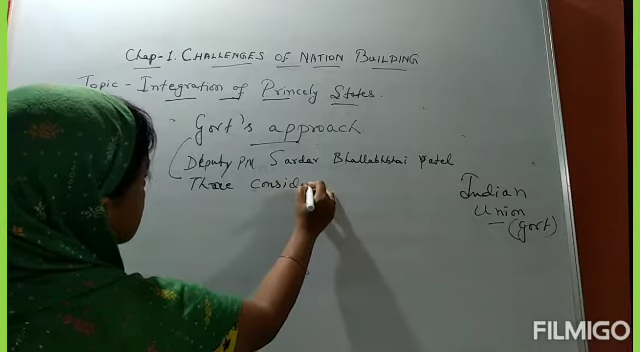 Chap-1. CHALLENGES OF NATION BUILDING
Topic - Integration of Princely States.
Govt's approach
Deputy PM Sardar Bhallabhbhai Patel
Three consid
Indian
Union
(Govt)
FILMIGO